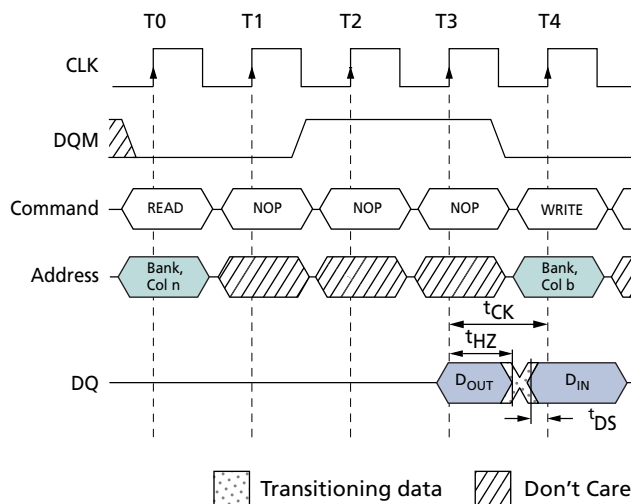 T0 T1 T2 T3 T4
CLK
DQM
Command READ NOP NOP NOP WRITE
Address Bank, Col n Bank, Col b
tCK
tHZ
DQ DOUT DIN
tDS
Transitioning data Don't Care